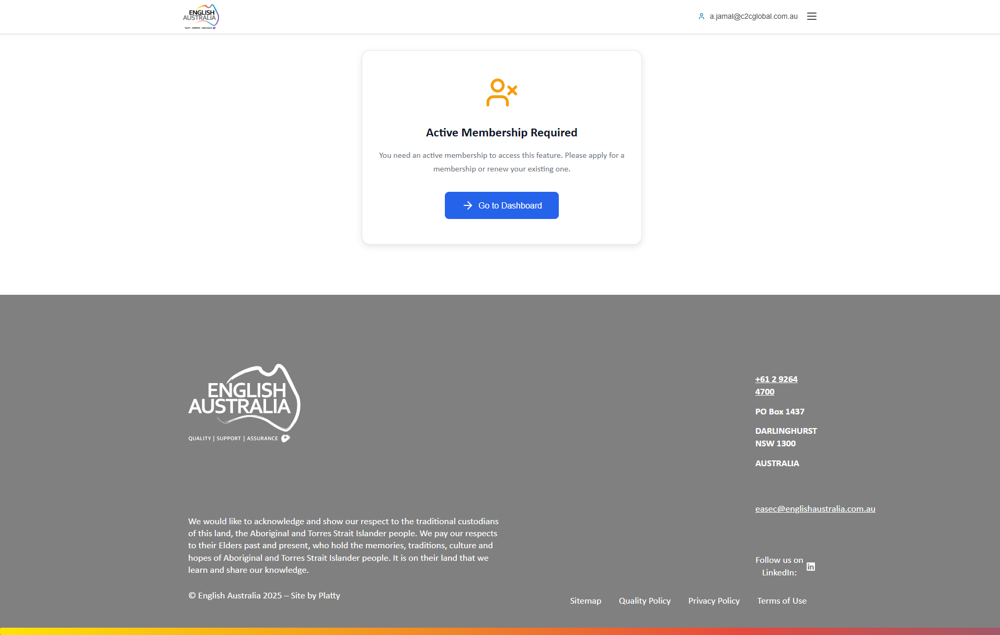 ENGLISH
AUSTRALIA
a.jamal@c2cglobal.com.au
Active Membership Required
You need an active membership to access this feature. Please apply for a
membership or renew your existing one.
Go to Dashboard
ENGLISH
AUSTRALIA
QUALITY | SUPPORT | ASSURANCE
+61 2 9264
4700
PO Box 1437
DARLINGHURST
NSW 1300
AUSTRALIA
easec@englishaustralia.com.au
We would like to acknowledge and show our respect to the traditional custodians
of this land, the Aboriginal and Torres Strait Islander people. We pay our respects
to their Elders past and present, who hold the memories, traditions, culture and
hopes of Aboriginal and Torres Strait Islander people. It is on their land that we
learn and share our knowledge.
Follow us on
LinkedIn:
© English Australia 2025 – Site by Platty
Sitemap Quality Policy Privacy Policy Terms of Use